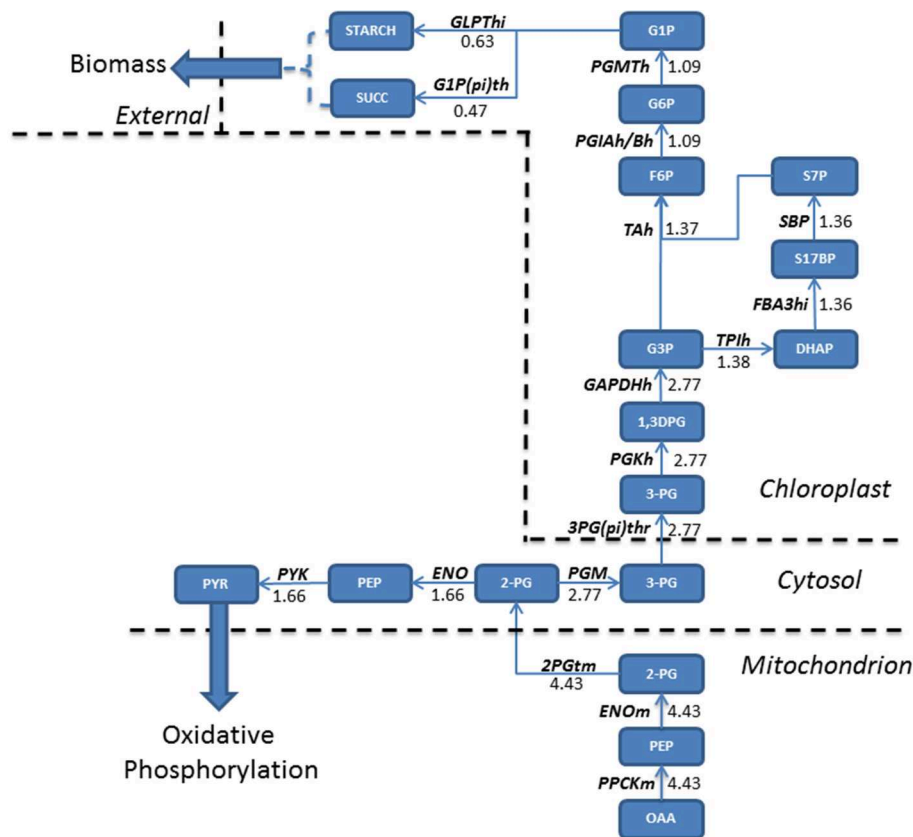 STARCH
GLPThi
0.63
G1P
Biomass
PGMTh
1.09
External
SUCC
G1P(pi)th
0.47
G6P
PGIAh/Bh
1.09
F6P
S7P
TAh
1.37
SBP
1.36
S17BP
FBA3hi
1.36
G3P
TPIh
1.38
DHAP
GAPDHh
2.77
1,3DPG
PGKh
2.77
3-PG
Chloroplast
3PG(pi)thr
2.77
PYR
PYK
1.66
PEP
ENO
1.66
2-PG
PGM
2.77
3-PG
Cytosol
Mitochondrion
2PGtm
4.43
2-PG
ENOm
4.43
Oxidative
Phosphorylation
PEP
PPCKm
4.43
OAA